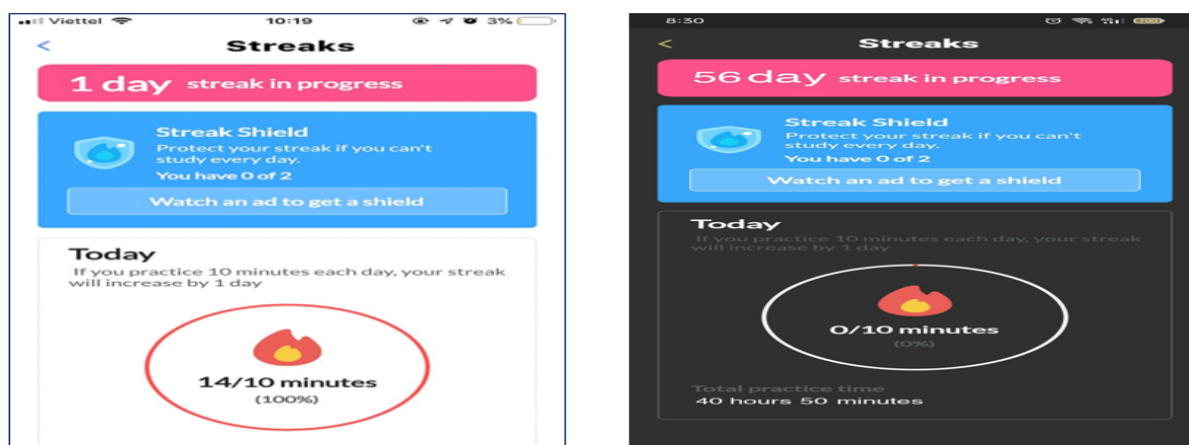 Viettel 10:19 3%
<
Streaks
1 day streak in progress
Streak Shield
Protect your streak if you can't
study every day.
You have 0 of 2
Watch an ad to get a shield
Today
If you practice 10 minutes each day, your streak
will increase by 1 day
14/10 minutes
(100%)
8:30
<
Streaks
56 day streak in progress
Streak Shield
Protect your streak if you can't
study every day.
You have 0 of 2
Watch an ad to get a shield
Today
If you practice 10 minutes each day, your streak
will increase by 1 day
0/10 minutes
(0%)
Total practice time
40 hours 50 minutes